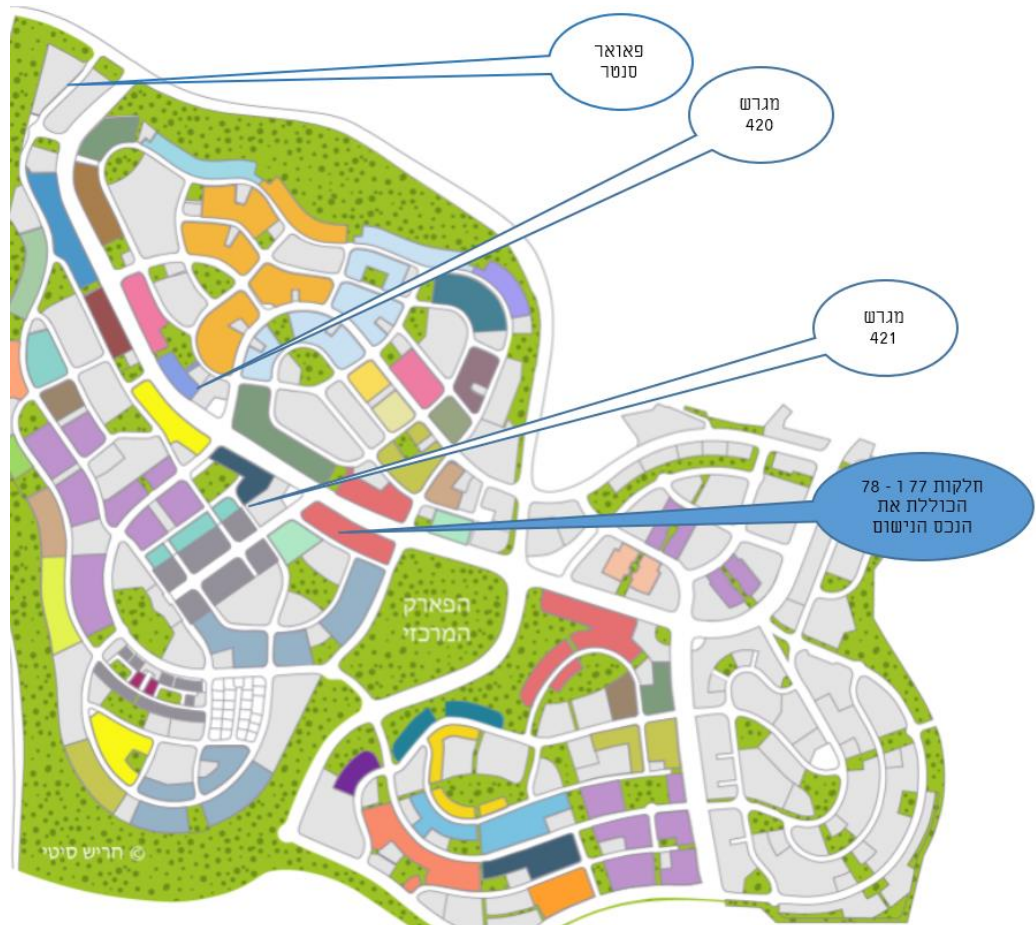 פאואר
סנטר
מגרש
420
מגרש
421
חלקות 77 ו - 78
הכוללת את
הנכס הנישום
הפארק
המרכזי
© חריש סיטי